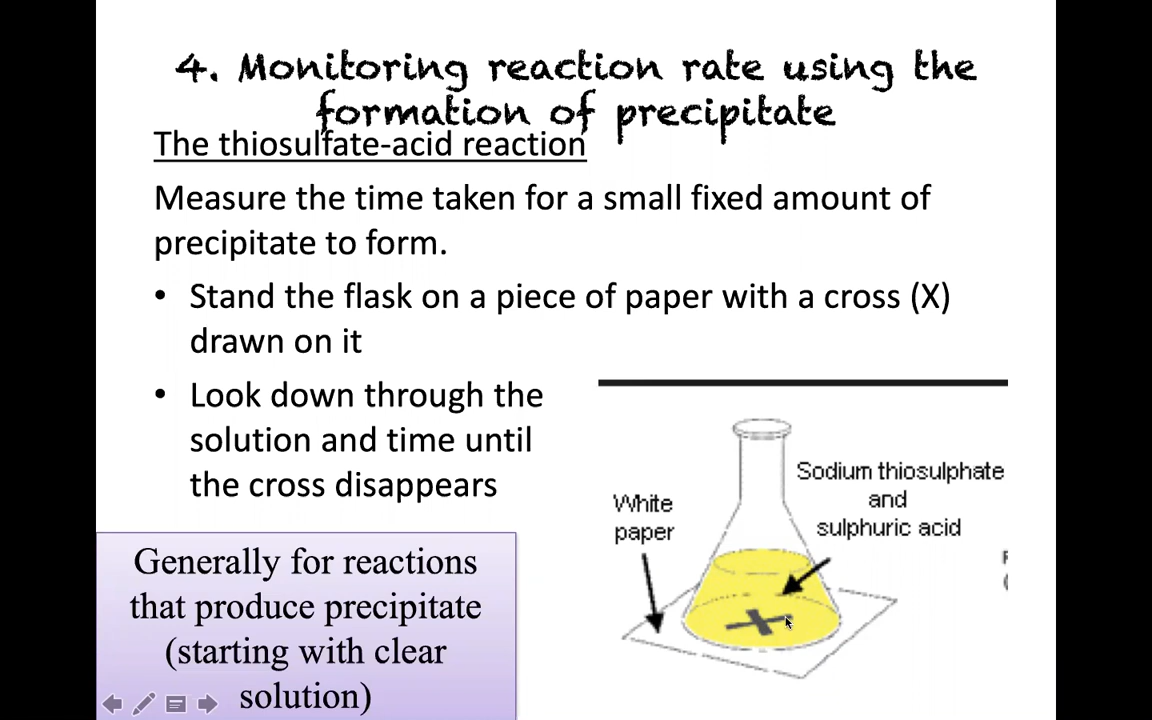 4. Monitoring reaction rate using the
formation of precipitate
The thiosulfate-acid reaction
Measure the time taken for a small fixed amount of
precipitate to form.
• Stand the flask on a piece of paper with a cross (X)
drawn on it
• Look down through the
solution and time until
the cross disappears
Sodium thiosulphate
and
sulphuric acid
White
paper
Generally for reactions
that produce precipitate
(starting with clear
solution)